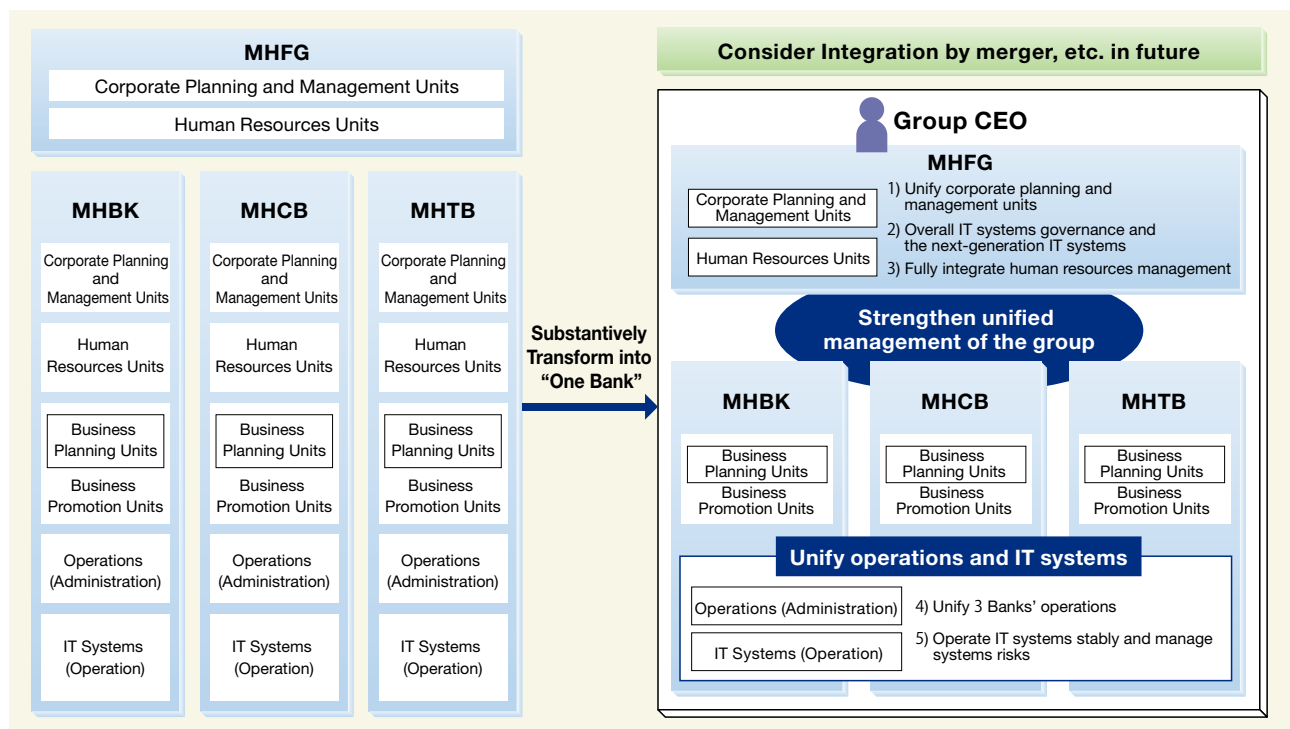 MHFG
Corporate Planning and Management Units
Human Resources Units
MHBK
Corporate Planning
and
Management Units
Human
Resources Units
Business
Planning Units
Business
Promotion Units
Operations
(Administration)
IT Systems
(Operation)
MHCB
Corporate Planning
and
Management Units
Human
Resources Units
Business
Planning Units
Business
Promotion Units
Operations
(Administration)
IT Systems
(Operation)
MHTB
Corporate Planning
and
Management Units
Human
Resources Units
Business
Planning Units
Business
Promotion Units
Operations
(Administration)
IT Systems
(Operation)
Substantively
Transform into
“One Bank”
Consider Integration by merger, etc. in future
Group CEO
MHFG
Corporate Planning and
Management Units
Human Resources Units
1) Unify corporate planning and
management units
2) Overall IT systems governance and
the next-generation IT systems
3) Fully integrate human resources management
Strengthen unified
management of the group
MHBK
Business
Planning Units
Business
Promotion Units
MHCB
Business
Planning Units
Business
Promotion Units
MHTB
Business
Planning Units
Business
Promotion Units
Unify operations and IT systems
Operations (Administration)
4) Unify 3 Banks’ operations
IT Systems (Operation)
5) Operate IT systems stably and manage
systems risks